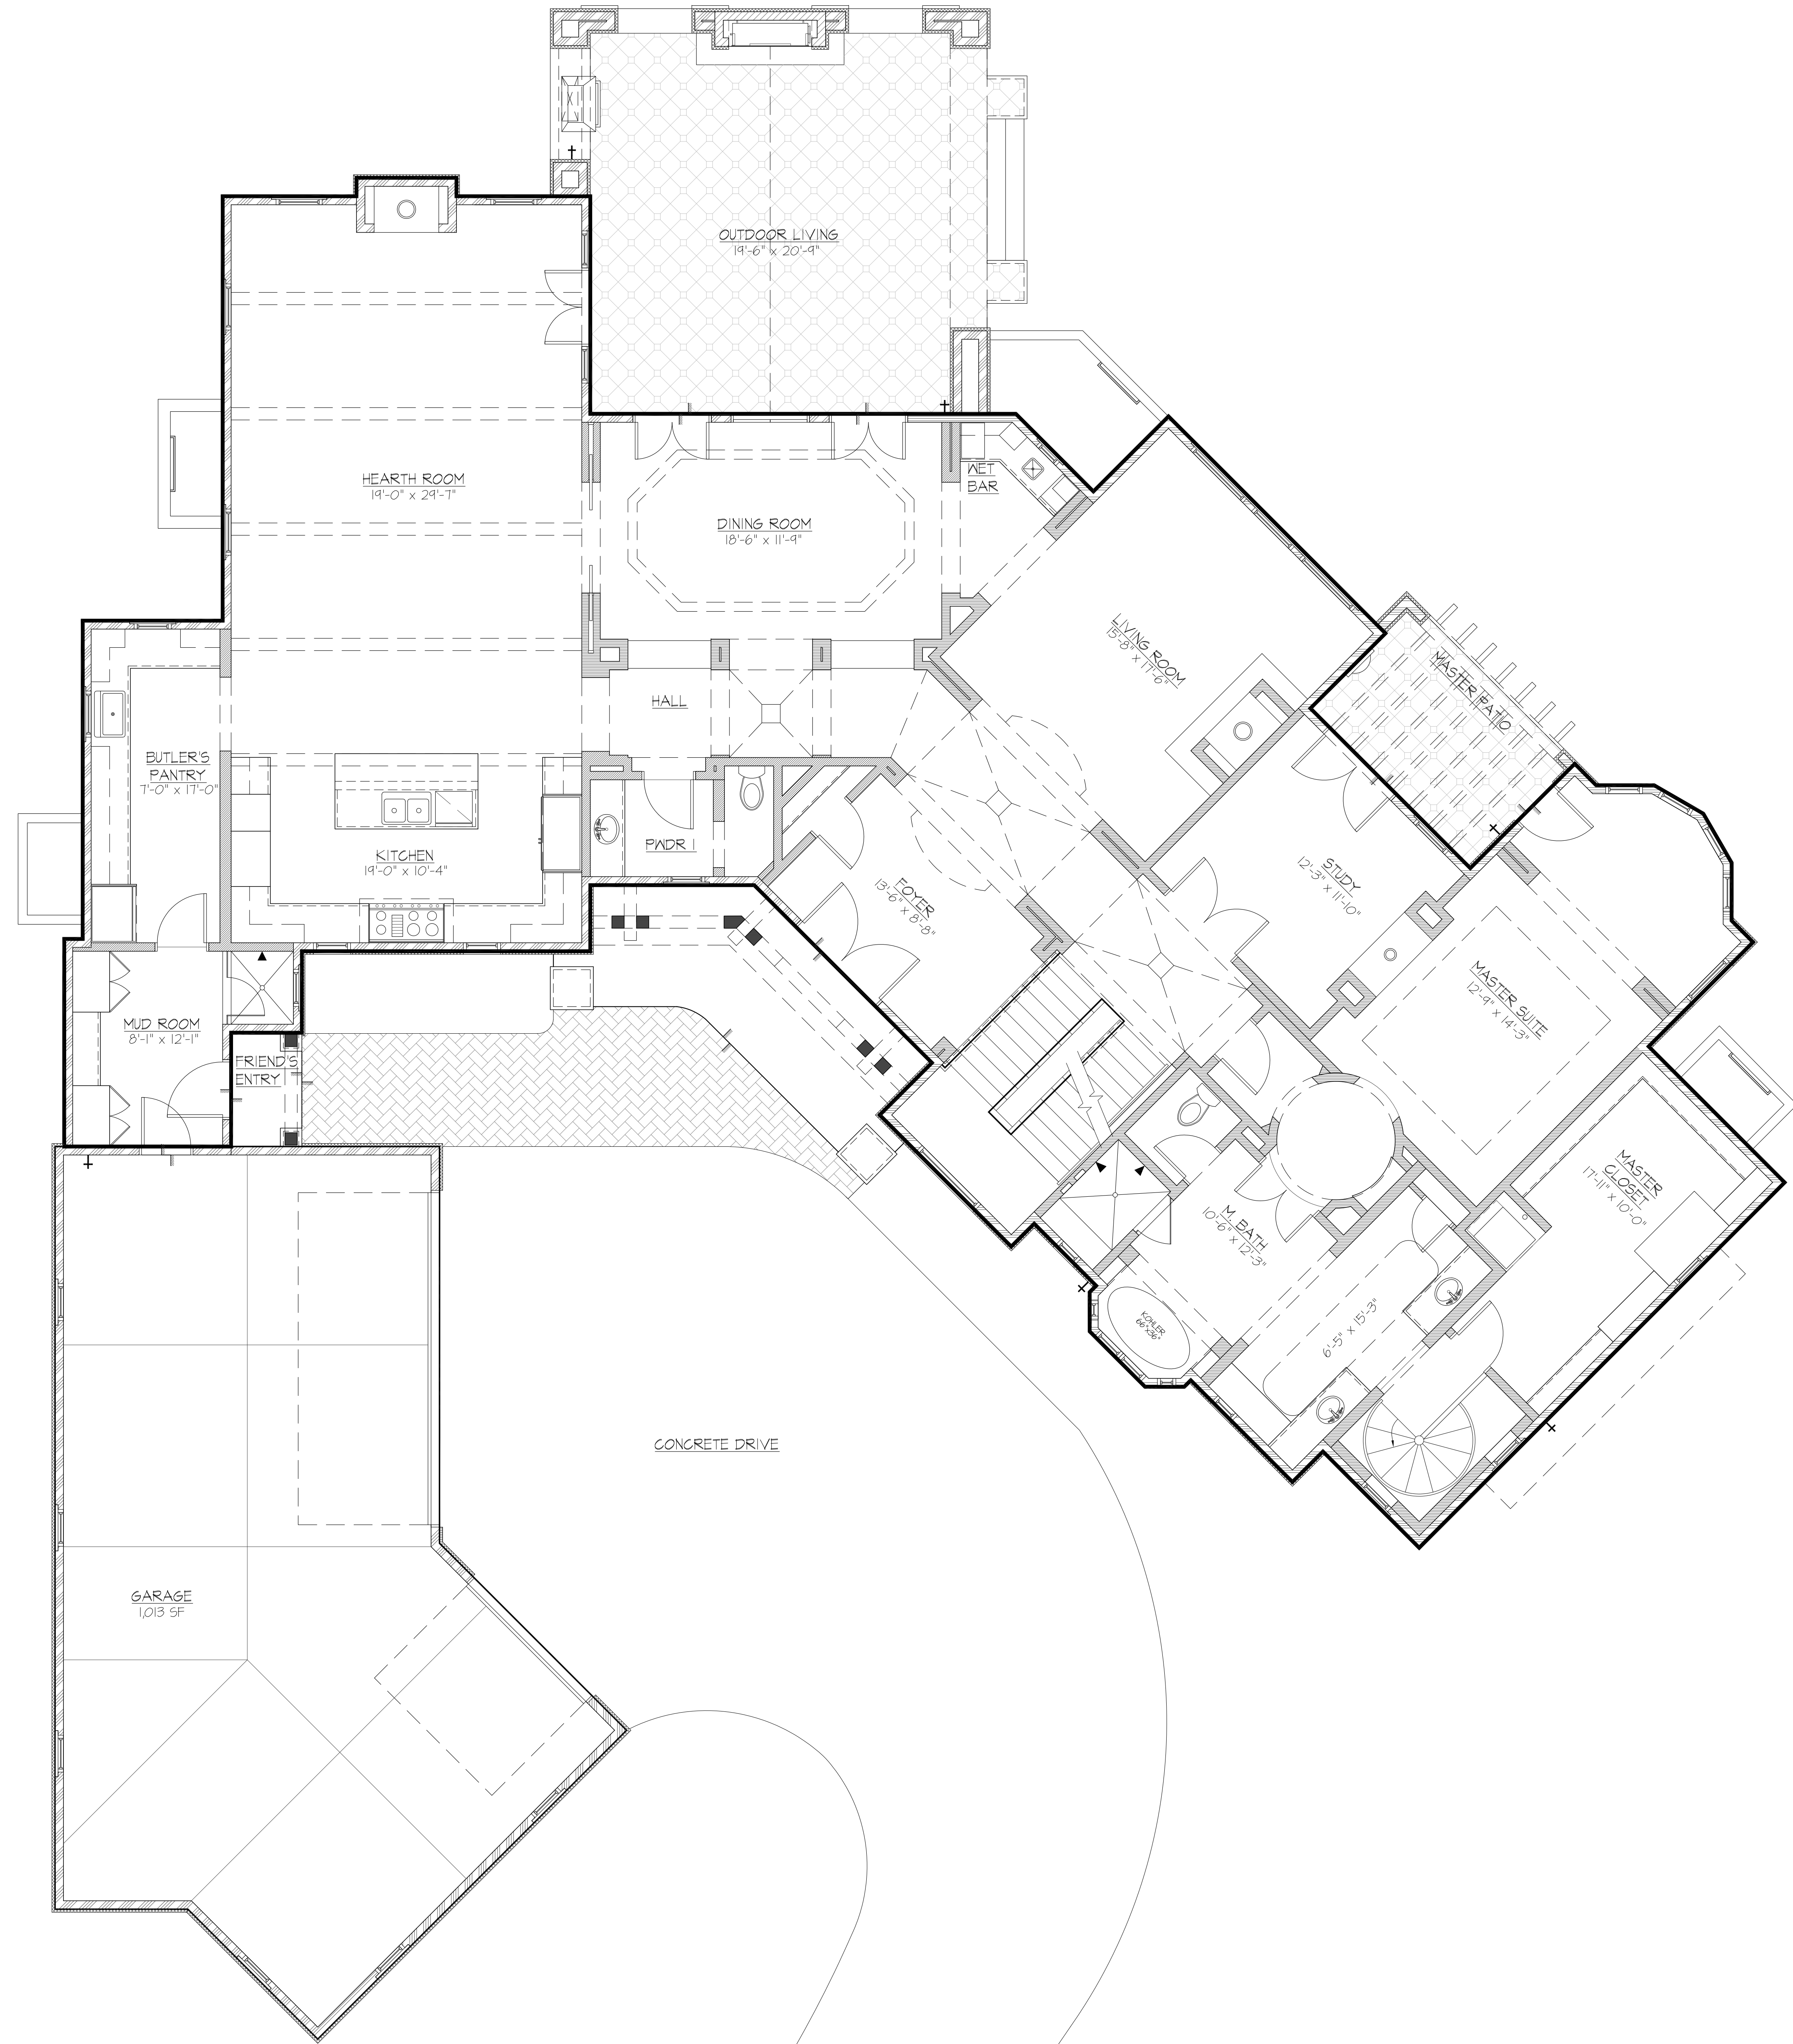 OUTDOOR LIVING
19'-6" x 20'-9"
HEARTH ROOM
19'-0" x 29'-7"
WET
BAR
DINING ROOM
18'-6" x 11'-9"
LIVING ROOM
15'-8" x 17'-6"
MASTER PATIO
HALL
BUTLER'S
PANTRY
7'-0" x 17'-0"
KITCHEN
19'-0" x 10'-4"
PWDR 1
FOYER
13'-6" x 8'-8"
STUDY
12'-3" x 11'-10"
MASTER SUITE
12'-9" x 14'-3"
MUD ROOM
8'-1" x 12'-1"
FRIEND'S
ENTRY
MASTER
CLOSET
17'-11" x 10'-0"
M. BATH
10'-6" x 12'-3"
KOHLER
66"x36"
6'-5" x 15'-3"
CONCRETE DRIVE
GARAGE
1,013 SF